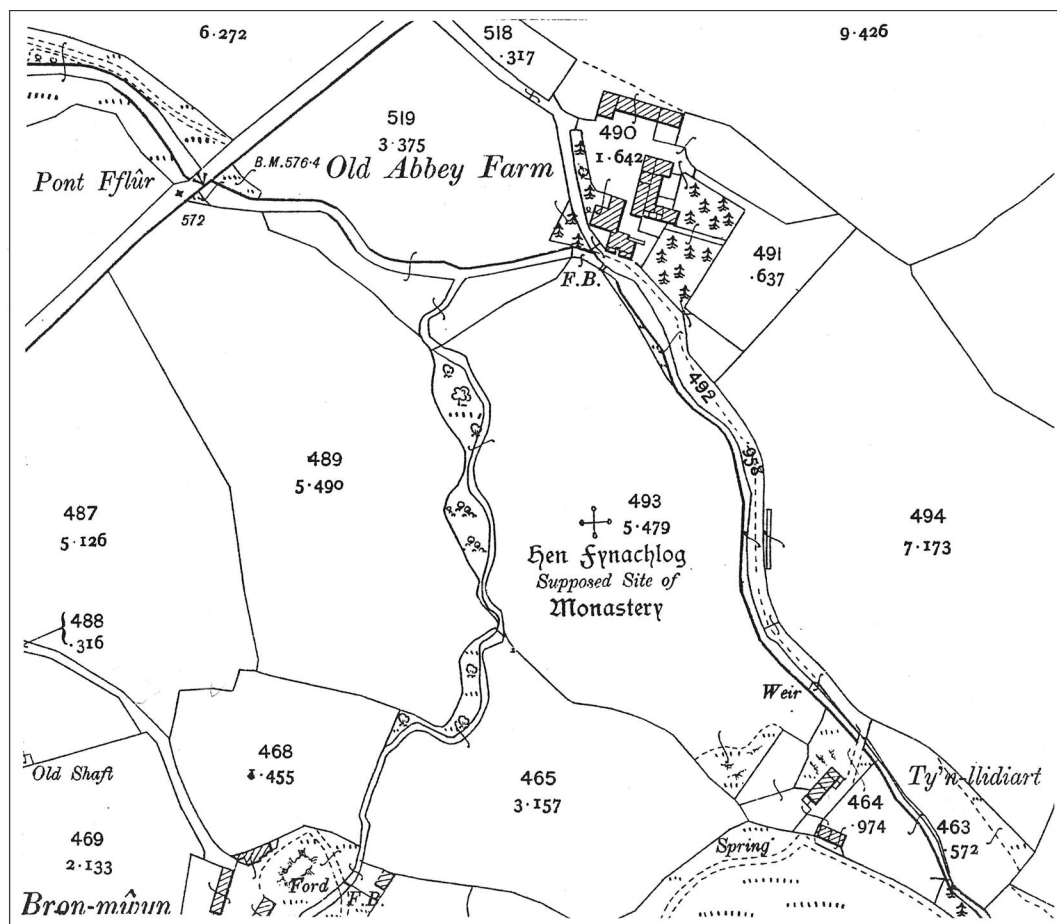 6·272
518
·317
9·426
519
3·375
490
1·642
B.M.576·4
Old Abbey Farm
Pont Fflûr
572
491
·637
F.B.
492
·958
489
5·490
493
5·479
487
5·126
494
7·173
Hen Fynachlog
Supposed Site of
Monastery
488
·316
Weir
468
1·455
Old Shaft
465
3·157
Ty'n-llidiart
464
·974
463
·572
469
2·133
Spring
Ford
F.B.
Bron-mŵun